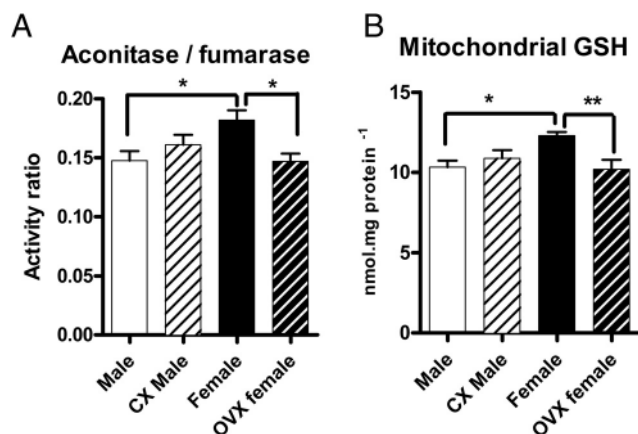 A
Aconitase / fumarase
Activity ratio
0.20
0.15
0.10
0.05
0.00
*
*
Male
CX Male
Female
OVX female
B
Mitochondrial GSH
nmol.mg protein -1
15
10
5
0
*
**
Male
CX Male
Female
OVX female